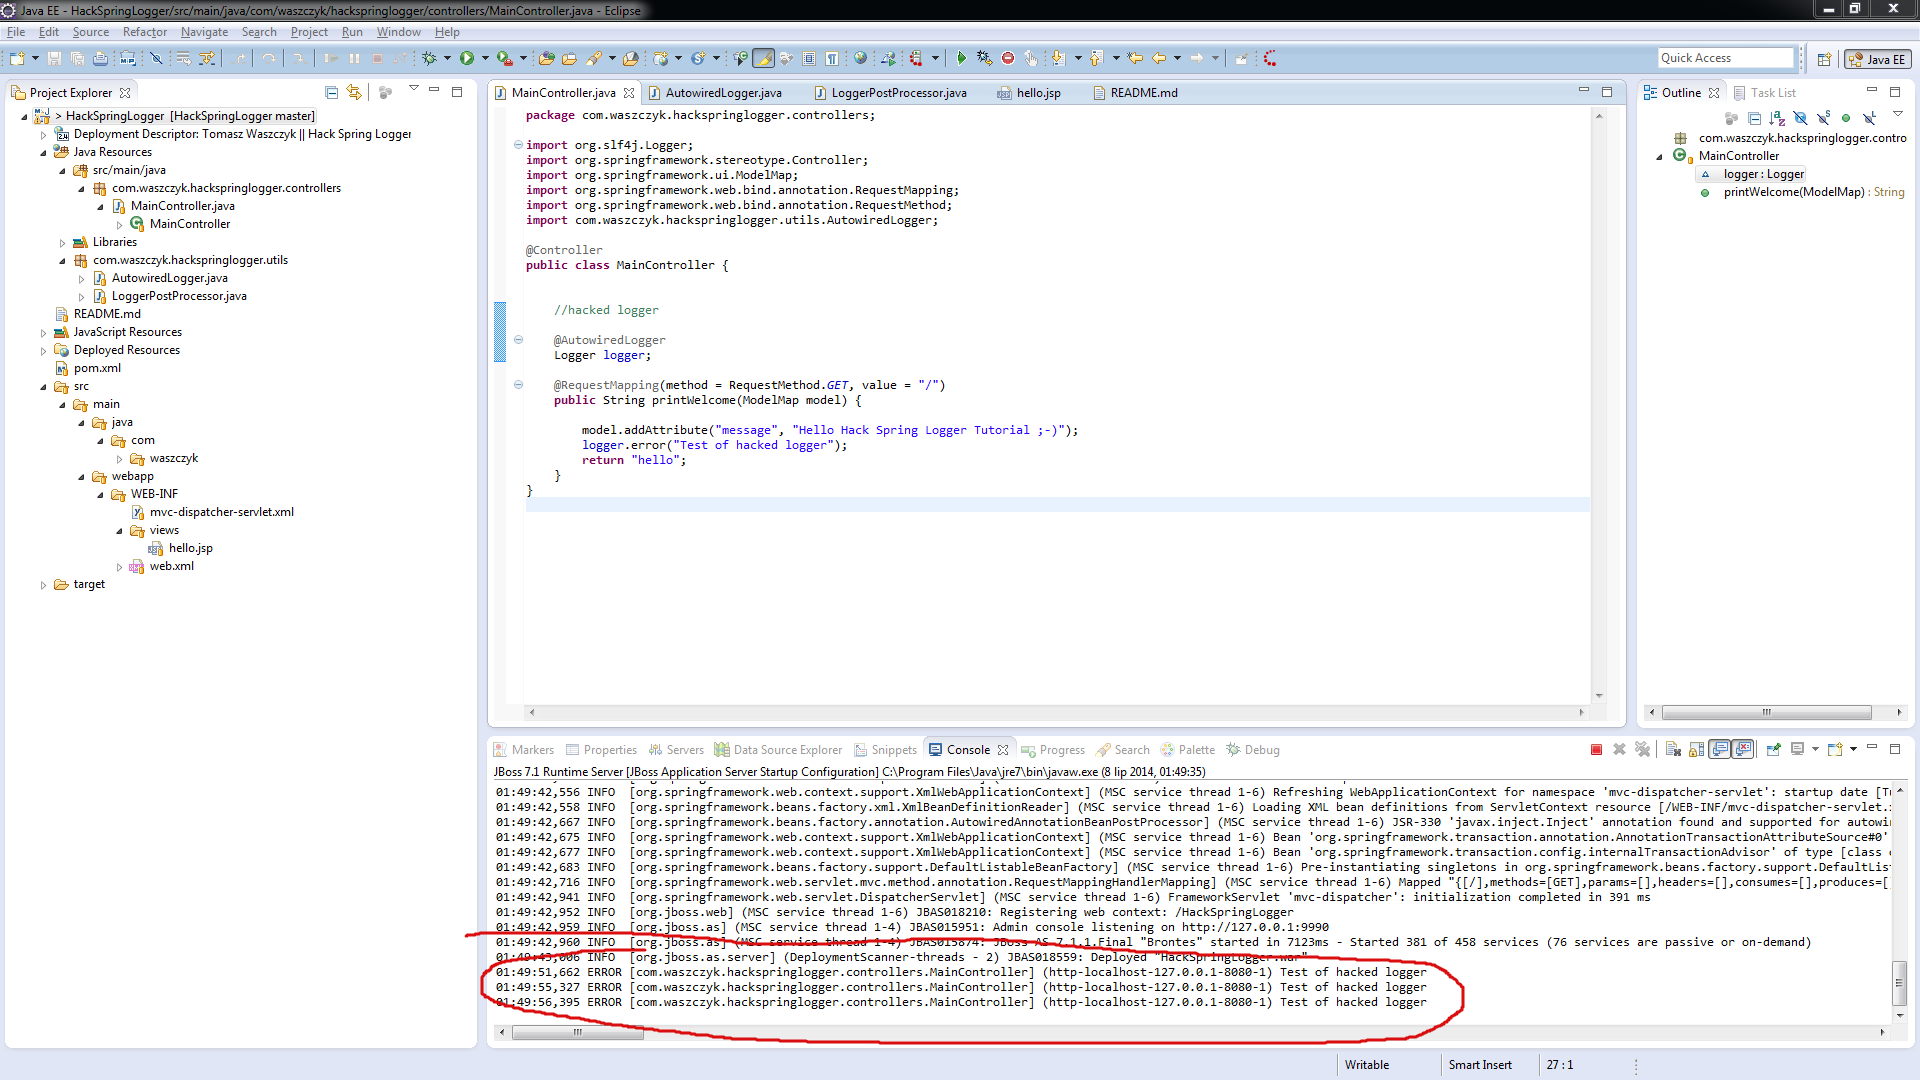 Java EE - HackSpringLogger/src/main/java/com/waszczyk/hackspringlogger/controllers/MainController.java - Eclipse
File Edit Source Refactor Navigate Search Project Run Window Help
Quick Access
Java EE
Project Explorer
> HackSpringLogger [HackSpringLogger master]
Deployment Descriptor: Tomasz Waszczyk || Hack Spring Logger
Java Resources
src/main/java
com.waszczyk.hackspringlogger.controllers
MainController.java
MainController
Libraries
com.waszczyk.hackspringlogger.utils
AutowiredLogger.java
LoggerPostProcessor.java
README.md
JavaScript Resources
Deployed Resources
pom.xml
src
main
java
com
waszczyk
webapp
WEB-INF
mvc-dispatcher-servlet.xml
views
hello.jsp
web.xml
target
MainController.java AutowiredLogger.java LoggerPostProcessor.java hello.jsp README.md
package com.waszczyk.hackspringlogger.controllers;
import org.slf4j.Logger;
import org.springframework.stereotype.Controller;
import org.springframework.ui.ModelMap;
import org.springframework.web.bind.annotation.RequestMapping;
import org.springframework.web.bind.annotation.RequestMethod;
import com.waszczyk.hackspringlogger.utils.AutowiredLogger;
@Controller
public class MainController {
//hacked logger
@AutowiredLogger
Logger logger;
@RequestMapping(method = RequestMethod.GET, value = "/")
public String printWelcome(ModelMap model) {
model.addAttribute("message", "Hello Hack Spring Logger Tutorial ;-)");
logger.error("Test of hacked logger");
return "hello";
}
}
Outline Task List
com.waszczyk.hackspringlogger.contro
MainController
logger : Logger
printWelcome(ModelMap) : String
Markers Properties Servers Data Source Explorer Snippets Console Progress Search Palette Debug
JBoss 7.1 Runtime Server [JBoss Application Server Startup Configuration] C:\Program Files\Java\jre7\bin\javaw.exe (8 lip 2014, 01:49:35)
01:49:42,556 INFO [org.springframework.web.context.support.XmlWebApplicationContext] (MSC service thread 1-6) Refreshing WebApplicationContext for namespace 'mvc-dispatcher-servlet': startup date [Tu
01:49:42,558 INFO [org.springframework.beans.factory.xml.XmlBeanDefinitionReader] (MSC service thread 1-6) Loading XML bean definitions from ServletContext resource [/WEB-INF/mvc-dispatcher-servlet.
01:49:42,667 INFO [org.springframework.beans.factory.annotation.AutowiredAnnotationBeanPostProcessor] (MSC service thread 1-6) JSR-330 'javax.inject.Inject' annotation found and supported for autowi
01:49:42,675 INFO [org.springframework.web.context.support.XmlWebApplicationContext] (MSC service thread 1-6) Bean 'org.springframework.transaction.annotation.AnnotationTransactionAttributeSource#0'
01:49:42,677 INFO [org.springframework.web.context.support.XmlWebApplicationContext] (MSC service thread 1-6) Bean 'org.springframework.transaction.config.internalTransactionAdvisor' of type [class
01:49:42,683 INFO [org.springframework.beans.factory.support.DefaultListableBeanFactory] (MSC service thread 1-6) Pre-instantiating singletons in org.springframework.beans.factory.support.DefaultList
01:49:42,716 INFO [org.springframework.web.servlet.mvc.method.annotation.RequestMappingHandlerMapping] (MSC service thread 1-6) Mapped "{[/],methods=[GET],params=[],headers=[],consumes=[],produces=[
01:49:42,941 INFO [org.springframework.web.servlet.DispatcherServlet] (MSC service thread 1-6) FrameworkServlet 'mvc-dispatcher': initialization completed in 391 ms
01:49:42,952 INFO [org.jboss.web] (MSC service thread 1-6) JBAS018210: Registering web context: /HackSpringLogger
01:49:42,959 INFO [org.jboss.as] (MSC service thread 1-4) JBAS015951: Admin console listening on http://127.0.0.1:9990
01:49:42,960 INFO [org.jboss.as] (MSC service thread 1-4) JBAS015874: JBoss AS 7.1.1.Final "Brontes" started in 7123ms - Started 381 of 458 services (76 services are passive or on-demand)
01:49:43,006 INFO [org.jboss.as.server] (DeploymentScanner-threads - 2) JBAS018559: Deployed "HackSpringLogger.war"
01:49:51,662 ERROR [com.waszczyk.hackspringlogger.controllers.MainController] (http-localhost-127.0.0.1-8080-1) Test of hacked logger
01:49:55,327 ERROR [com.waszczyk.hackspringlogger.controllers.MainController] (http-localhost-127.0.0.1-8080-1) Test of hacked logger
01:49:56,395 ERROR [com.waszczyk.hackspringlogger.controllers.MainController] (http-localhost-127.0.0.1-8080-1) Test of hacked logger
Writable Smart Insert 27 : 1